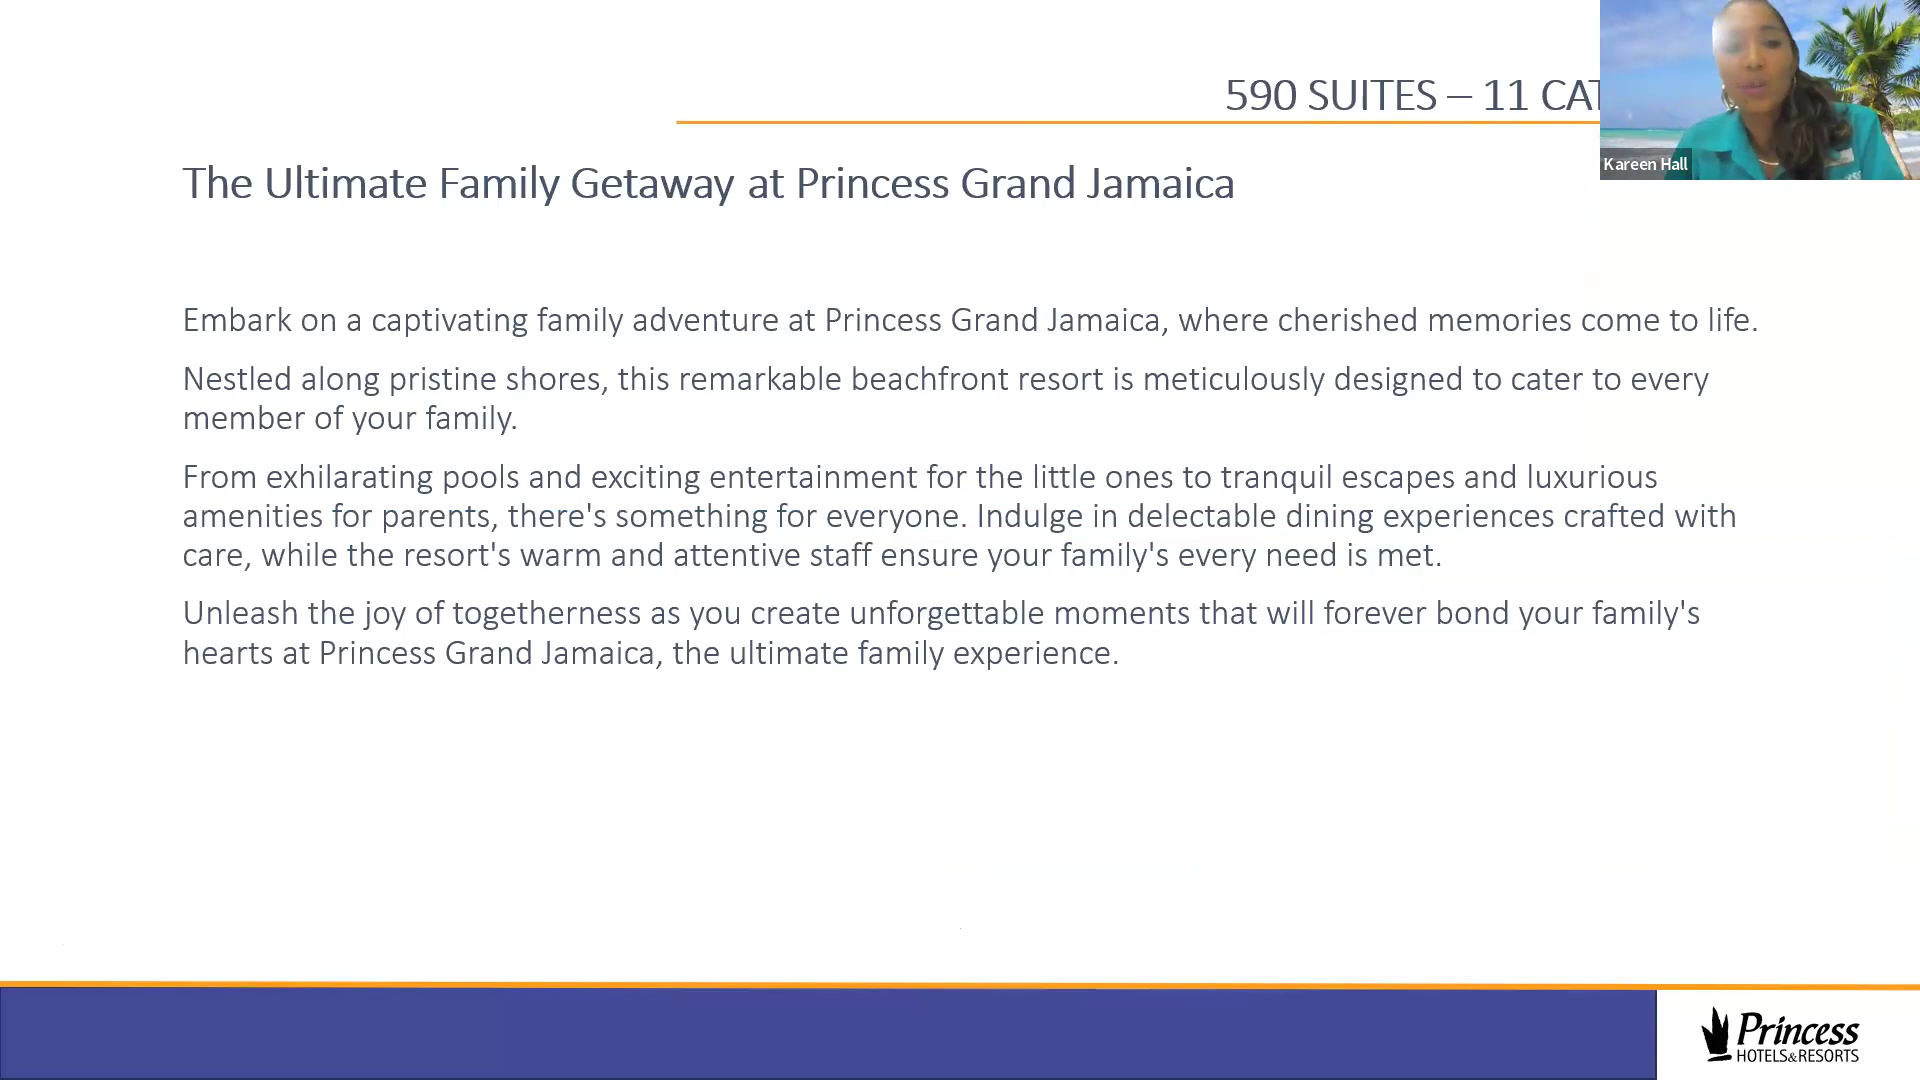 590 SUITES – 11
Kareen Hall
The Ultimate Family Getaway at Princess Grand Jamaica
Embark on a captivating family adventure at Princess Grand Jamaica, where cherished memories come to life.
Nestled along pristine shores, this remarkable beachfront resort is meticulously designed to cater to every
member of your family.
From exhilarating pools and exciting entertainment for the little ones to tranquil escapes and luxurious
amenities for parents, there's something for everyone. Indulge in delectable dining experiences crafted with
care, while the resort's warm and attentive staff ensure your family's every need is met.
Unleash the joy of togetherness as you create unforgettable moments that will forever bond your family's
hearts at Princess Grand Jamaica, the ultimate family experience.
Princess
HOTELS&RESORTS